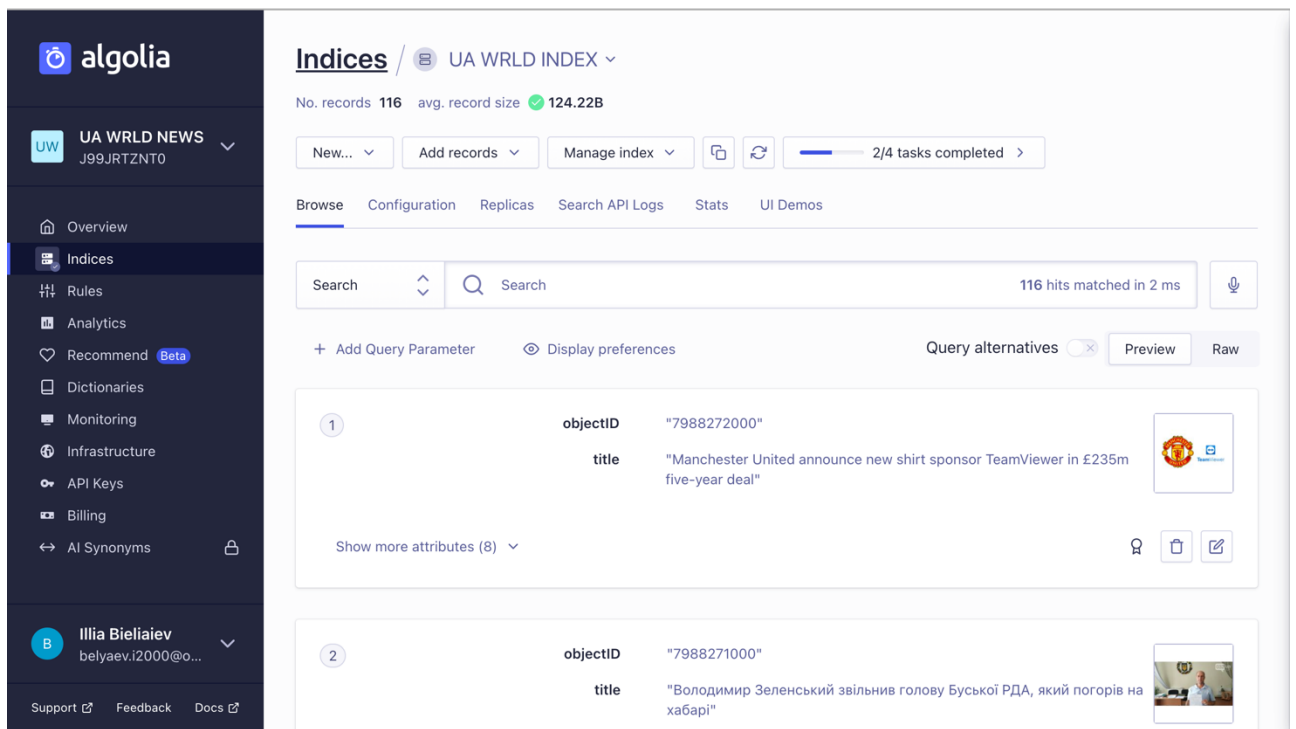 algolia
UW
UA WRLD NEWS
J99JRTZNT0
Overview
Indices
Rules
Analytics
Recommend Beta
Dictionaries
Monitoring
Infrastructure
API Keys
Billing
AI Synonyms
B
Illia Bieliaiev
belyaev.i2000@o...
Support Feedback Docs
Indices / UA WRLD INDEX
No. records 116 avg. record size 124.22B
New... Add records Manage index 2/4 tasks completed
Browse Configuration Replicas Search API Logs Stats UI Demos
Search Search 116 hits matched in 2 ms
+ Add Query Parameter Display preferences Query alternatives Preview Raw
1 objectID "7988272000"
title "Manchester United announce new shirt sponsor TeamViewer in £235m
five-year deal"
TeamViewer
Show more attributes (8)
2 objectID "7988271000"
title "Володимир Зеленський звільнив голову Буської РДА, який погорів на
хабарі"